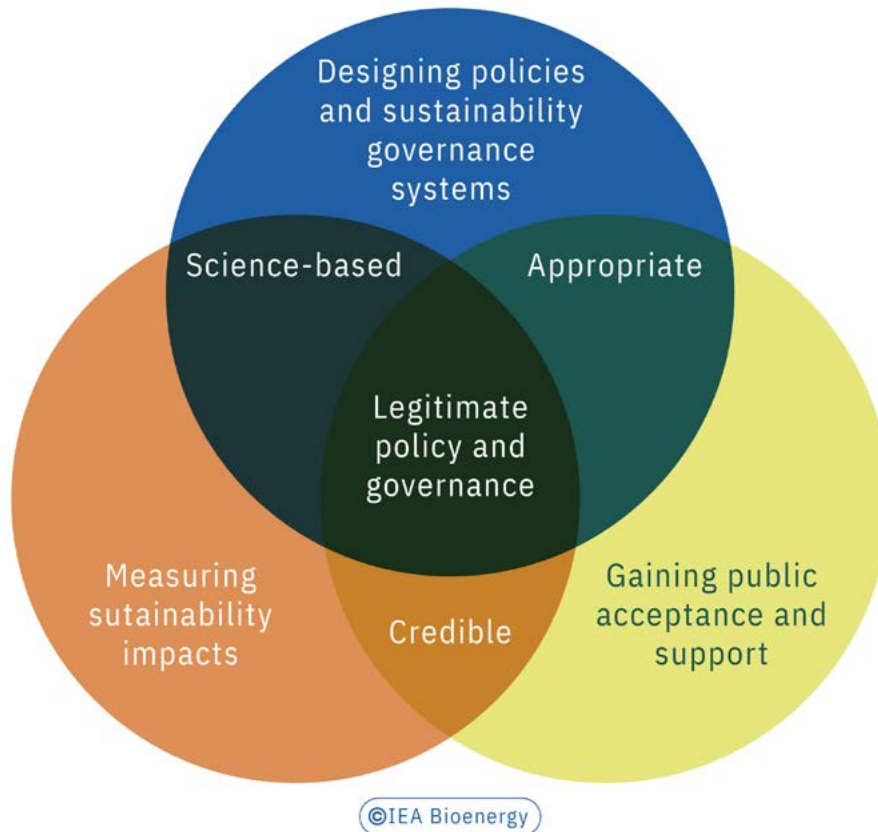 Designing policies
and sustainability
governance
systems
Science-based
Appropriate
Legitimate
policy and
governance
Measuring
sutainability
impacts
Credible
Gaining public
acceptance and
support
©IEA Bioenergy